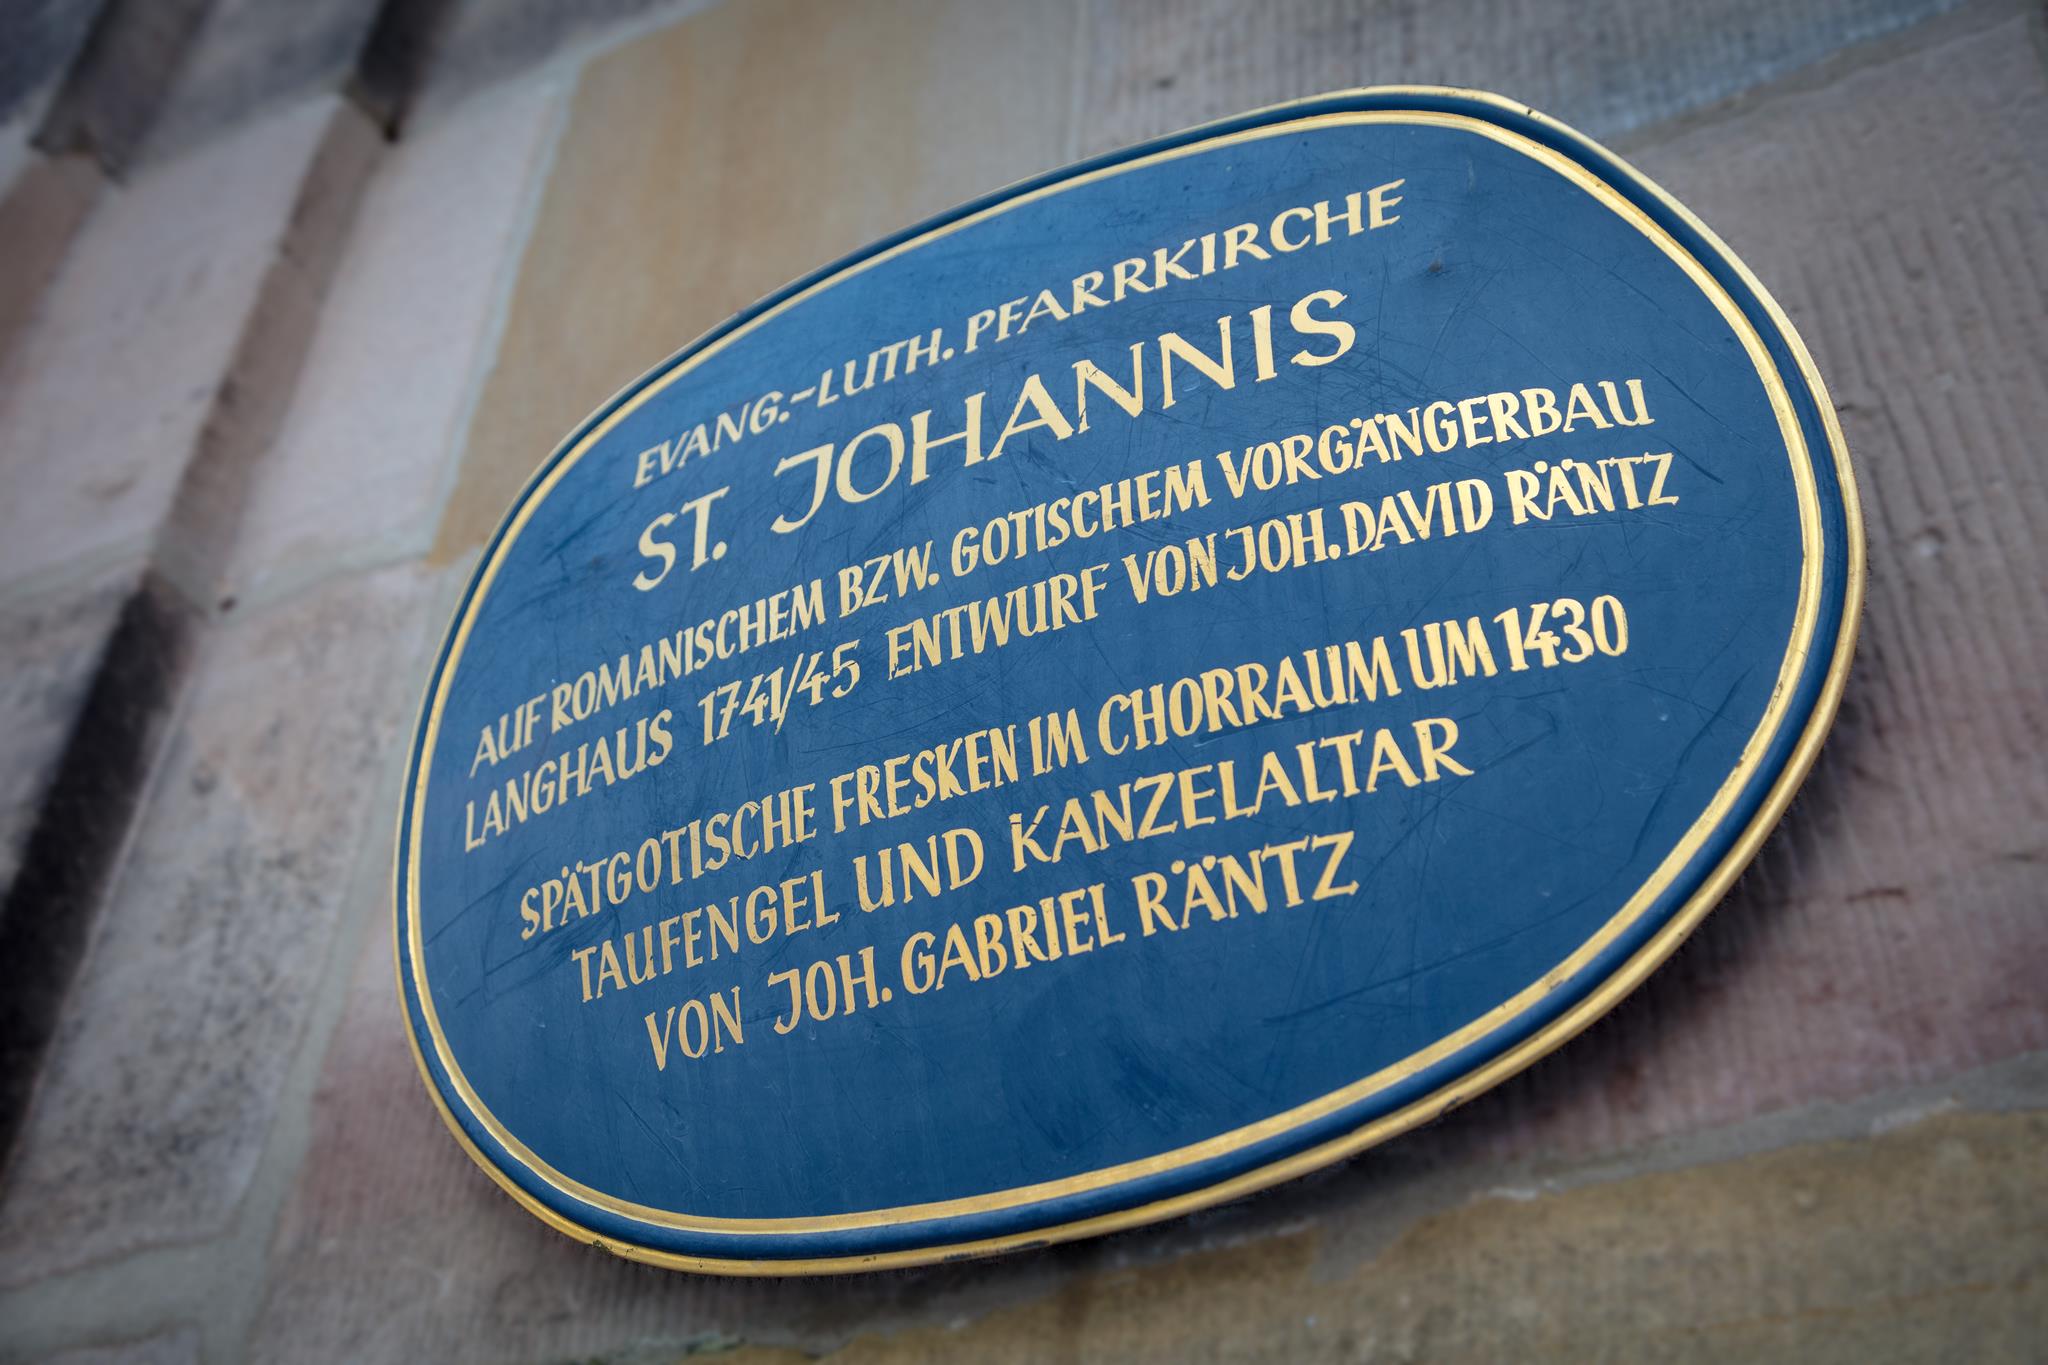 EVANG.-LUTH. PFARRKIRCHE
ST. JOHANNIS
AUF ROMANISCHEM BZW. GOTISCHEM VORGÄNGERBAU
LANGHAUS 1741/45 ENTWURF VON JOH. DAVID RÄNTZ
SPÄTGOTISCHE FRESKEN IM CHORRAUM UM 1430
TAUFENGEL UND KANZELALTAR
VON JOH. GABRIEL RÄNTZ